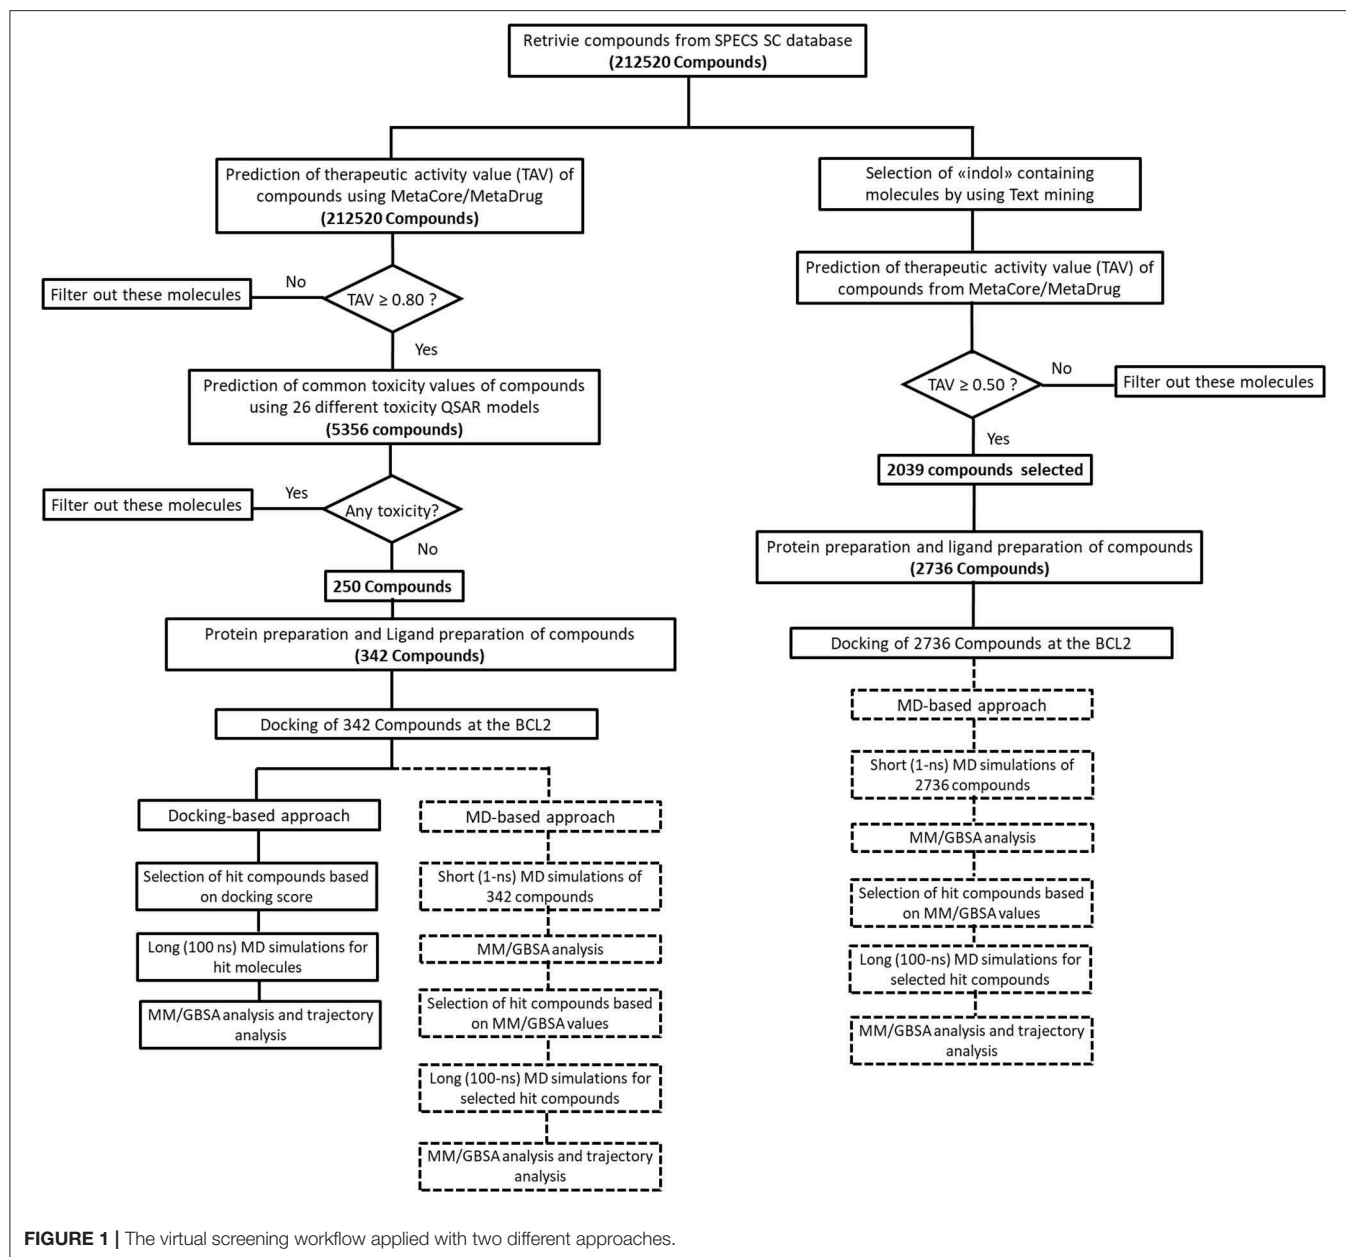 Retrivie compounds from SPECS SC database
(212520 Compounds)
Prediction of therapeutic activity value (TAV) of
compounds using MetaCore/MetaDrug
(212520 Compounds)
No
Filter out these molecules
TAV ≥ 0.80 ?
Yes
Prediction of common toxicity values of compounds
using 26 different toxicity QSAR models
(5356 compounds)
Yes
Filter out these molecules
Any toxicity?
No
250 Compounds
Protein preparation and Ligand preparation of compounds
(342 Compounds)
Docking of 342 Compounds at the BCL2
Docking-based approach
Selection of hit compounds based
on docking score
Long (100 ns) MD simulations for
hit molecules
MM/GBSA analysis and trajectory
analysis
MD-based approach
Short (1-ns) MD simulations of
342 compounds
MM/GBSA analysis
Selection of hit compounds based
on MM/GBSA values
Long (100-ns) MD simulations for
selected hit compounds
MM/GBSA analysis and trajectory
analysis
Selection of «indol» containing
molecules by using Text mining
Prediction of therapeutic activity value (TAV) of
compounds from MetaCore/MetaDrug
TAV ≥ 0.50 ?
No
Filter out these molecules
Yes
2039 compounds selected
Protein preparation and ligand preparation of compounds
(2736 Compounds)
Docking of 2736 Compounds at the BCL2
MD-based approach
Short (1-ns) MD simulations of
2736 compounds
MM/GBSA analysis
Selection of hit compounds based
on MM/GBSA values
Long (100-ns) MD simulations for
selected hit compounds
MM/GBSA analysis and trajectory
analysis
FIGURE 1 | The virtual screening workflow applied with two different approaches.